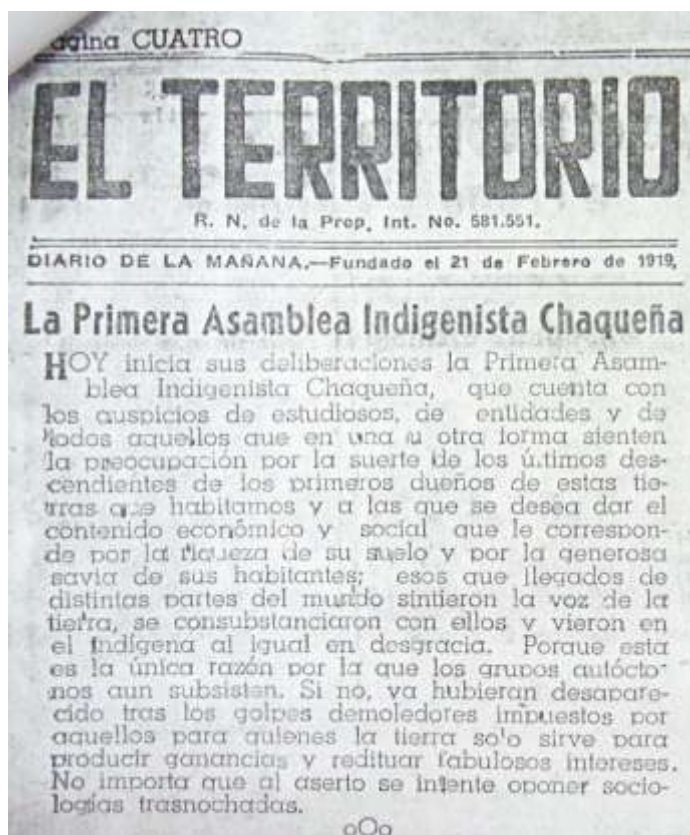 ágina CUATRO
EL TERRITORIO
R. N. de la Prop. Int. No. 581.551.
DIARIO DE LA MAÑANA.—Fundado el 21 de Febrero de 1919,
La Primera Asamblea Indigenista Chaqueña
HOY inicia sus deliberaciones la Primera Asam-
blea Indigenista Chaqueña, que cuenta con
los auspicios de estudiosos, de entidades y de
todos aquellos que en una u otra forma sienten
la preocupación por la suerte de los ú.timos des-
cendientes de los primeros dueños de estas tie-
rras que habitamos y a las que se desea dar el
contenido económico y social que le correspon-
de por la riqueza de su suelo y por la generosa
savia de sus habitantes; esos que llegados de
distintas partes del mundo sintieron la voz de la
tierra, se consubstanciaron con ellos y vieron en
el indígena al igual en desgracia. Porque esta
es la única razón por la que los grupos autócto-
nos aun subsisten. Si no, ya hubieran desapare-
cido tras los golpes demoledores impuestos por
aquellos para quienes la tierra so'o sirve para
producir ganancias y redituar fabulosos intereses.
No importa que al aserto se intente oponer socio-
logías trasnochadas.
oOo